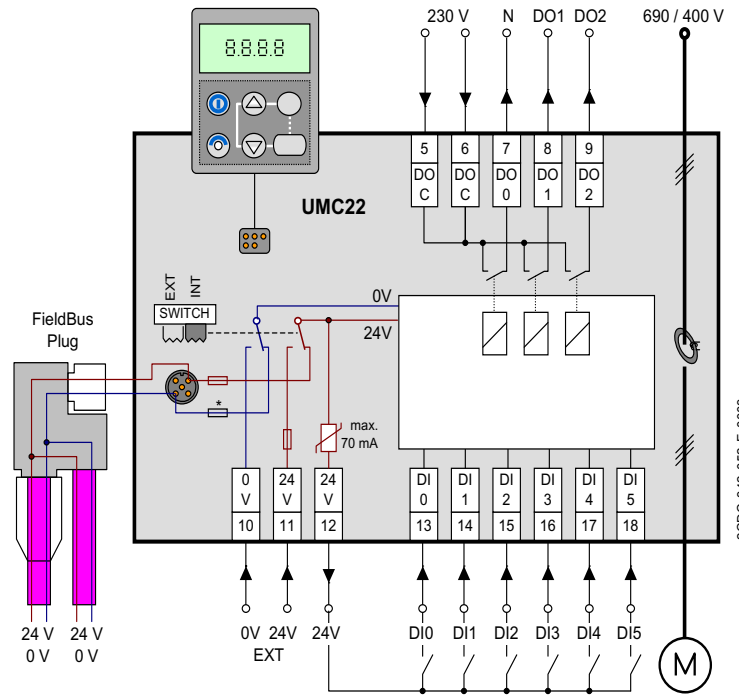 230 V N DO1 DO2 690 / 400 V
8.8.8.8
5 6 7 8 9
DO C DO C DO 0 DO 1 DO 2
UMC22
EXT INT
SWITCH
0V
24V
FieldBus
Plug
*
max.
70 mA
0 V 24 V 24 V DI 0 DI 1 DI 2 DI 3 DI 4 DI 5
10 11 12 13 14 15 16 17 18
0V 24V 24V DI0 DI1 DI2 DI3 DI4 DI5
EXT
24 V 24 V
0 V 0 V
M